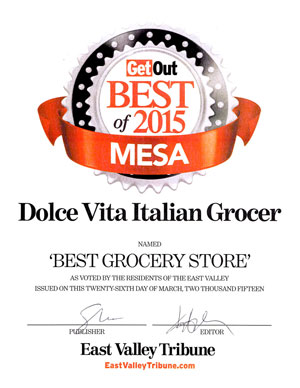 GetOut
BEST
of 2015
MESA
Dolce Vita Italian Grocer
NAMED
'BEST GROCERY STORE'
AS VOTED BY THE RESIDENTS OF THE EAST VALLEY
ISSUED ON THIS TWENTY-SIXTH DAY OF MARCH, TWO THOUSAND FIFTEEN
PUBLISHER EDITOR
East Valley Tribune
EastValleyTribune.com